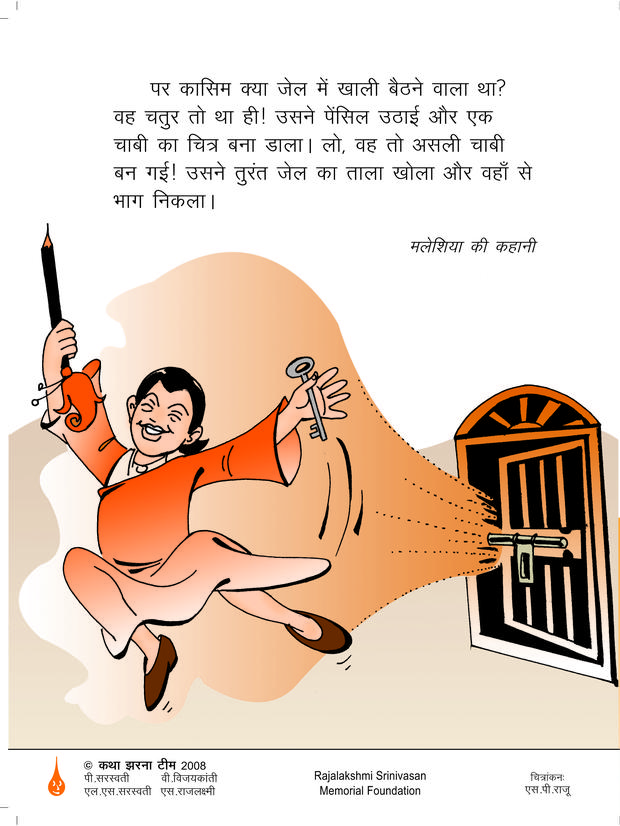 पर कासिम क्या जेल में खाली बैठने वाला था?
वह चतुर तो था ही! उसने पेंसिल उठाई और एक
चाबी का चित्र बना डाला। लो, वह तो असली चाबी
बन गई! उसने तुरंत जेल का ताला खोला और वहाँ से
भाग निकला।
मलेशिया की कहानी
© कथा झरना टीम 2008
पी.सरस्वती वी.विजयकांती
एल.एस.सरस्वती एस.राजलक्ष्मी
Rajalakshmi Srinivasan
Memorial Foundation
चित्रांकनः
एस.पी.राजू